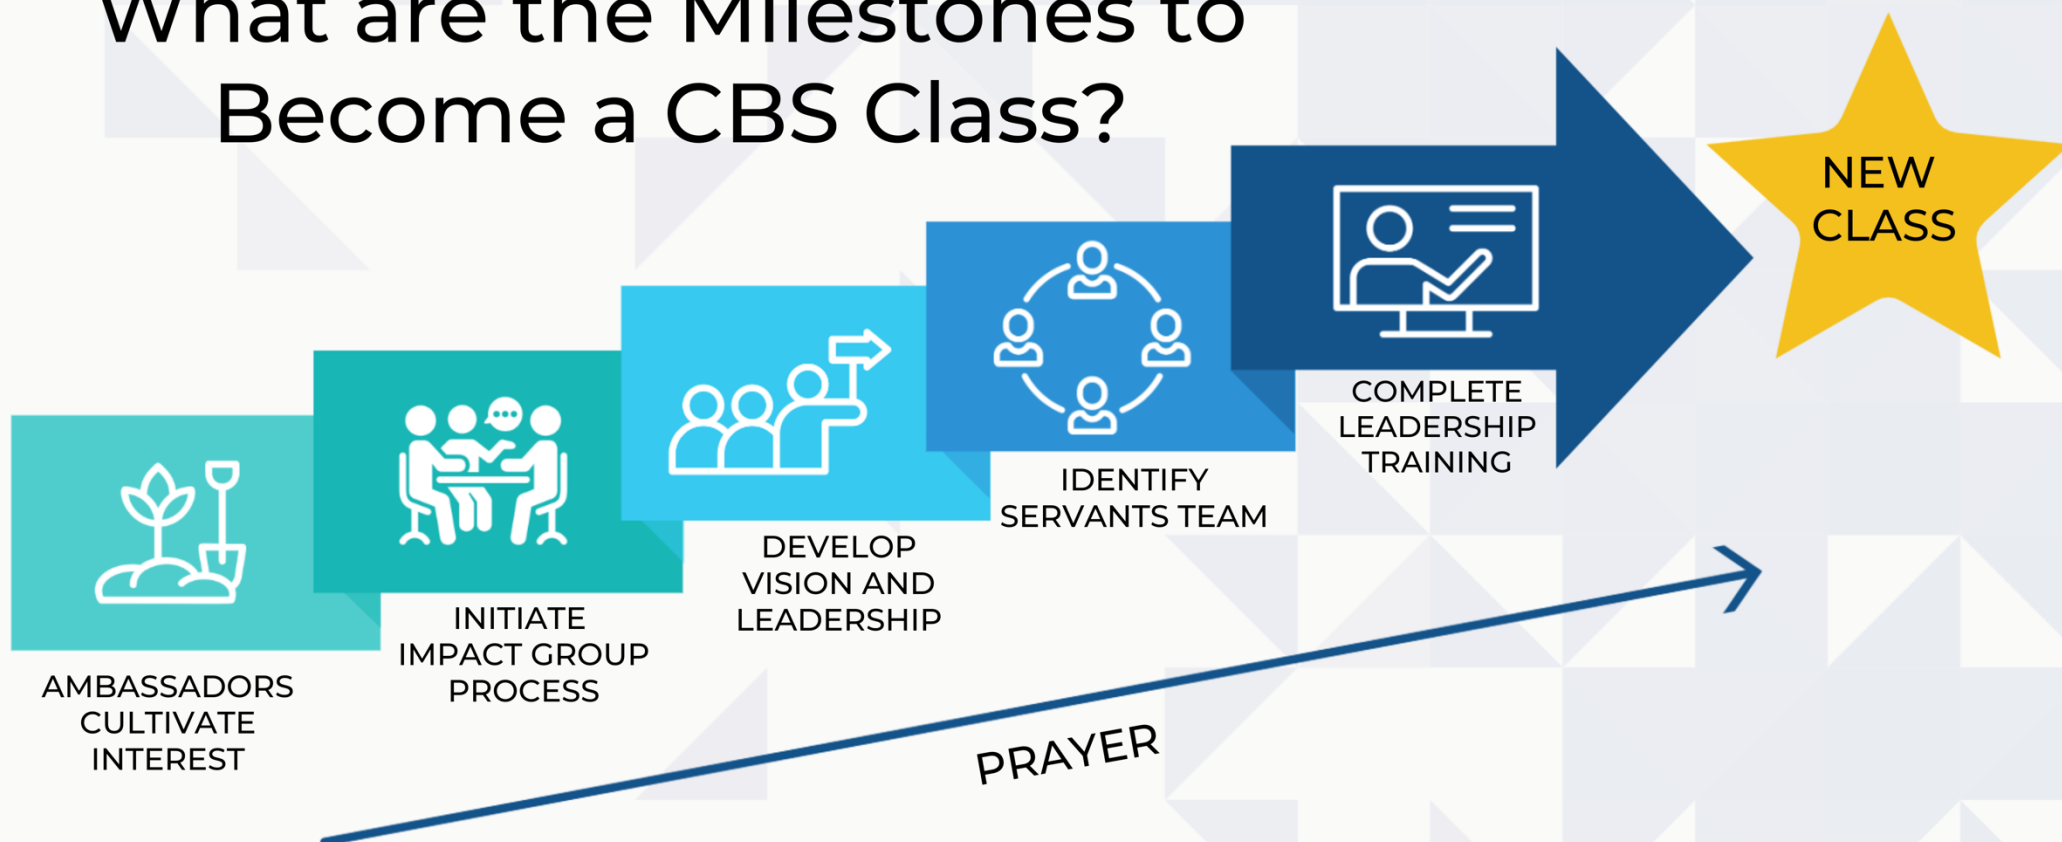 What are the Milestones to
Become a CBS Class?
NEW
CLASS
COMPLETE
LEADERSHIP
TRAINING
IDENTIFY
SERVANTS TEAM
DEVELOP
VISION AND
LEADERSHIP
INITIATE
IMPACT GROUP
PROCESS
AMBASSADORS
CULTIVATE
INTEREST
PRAYER